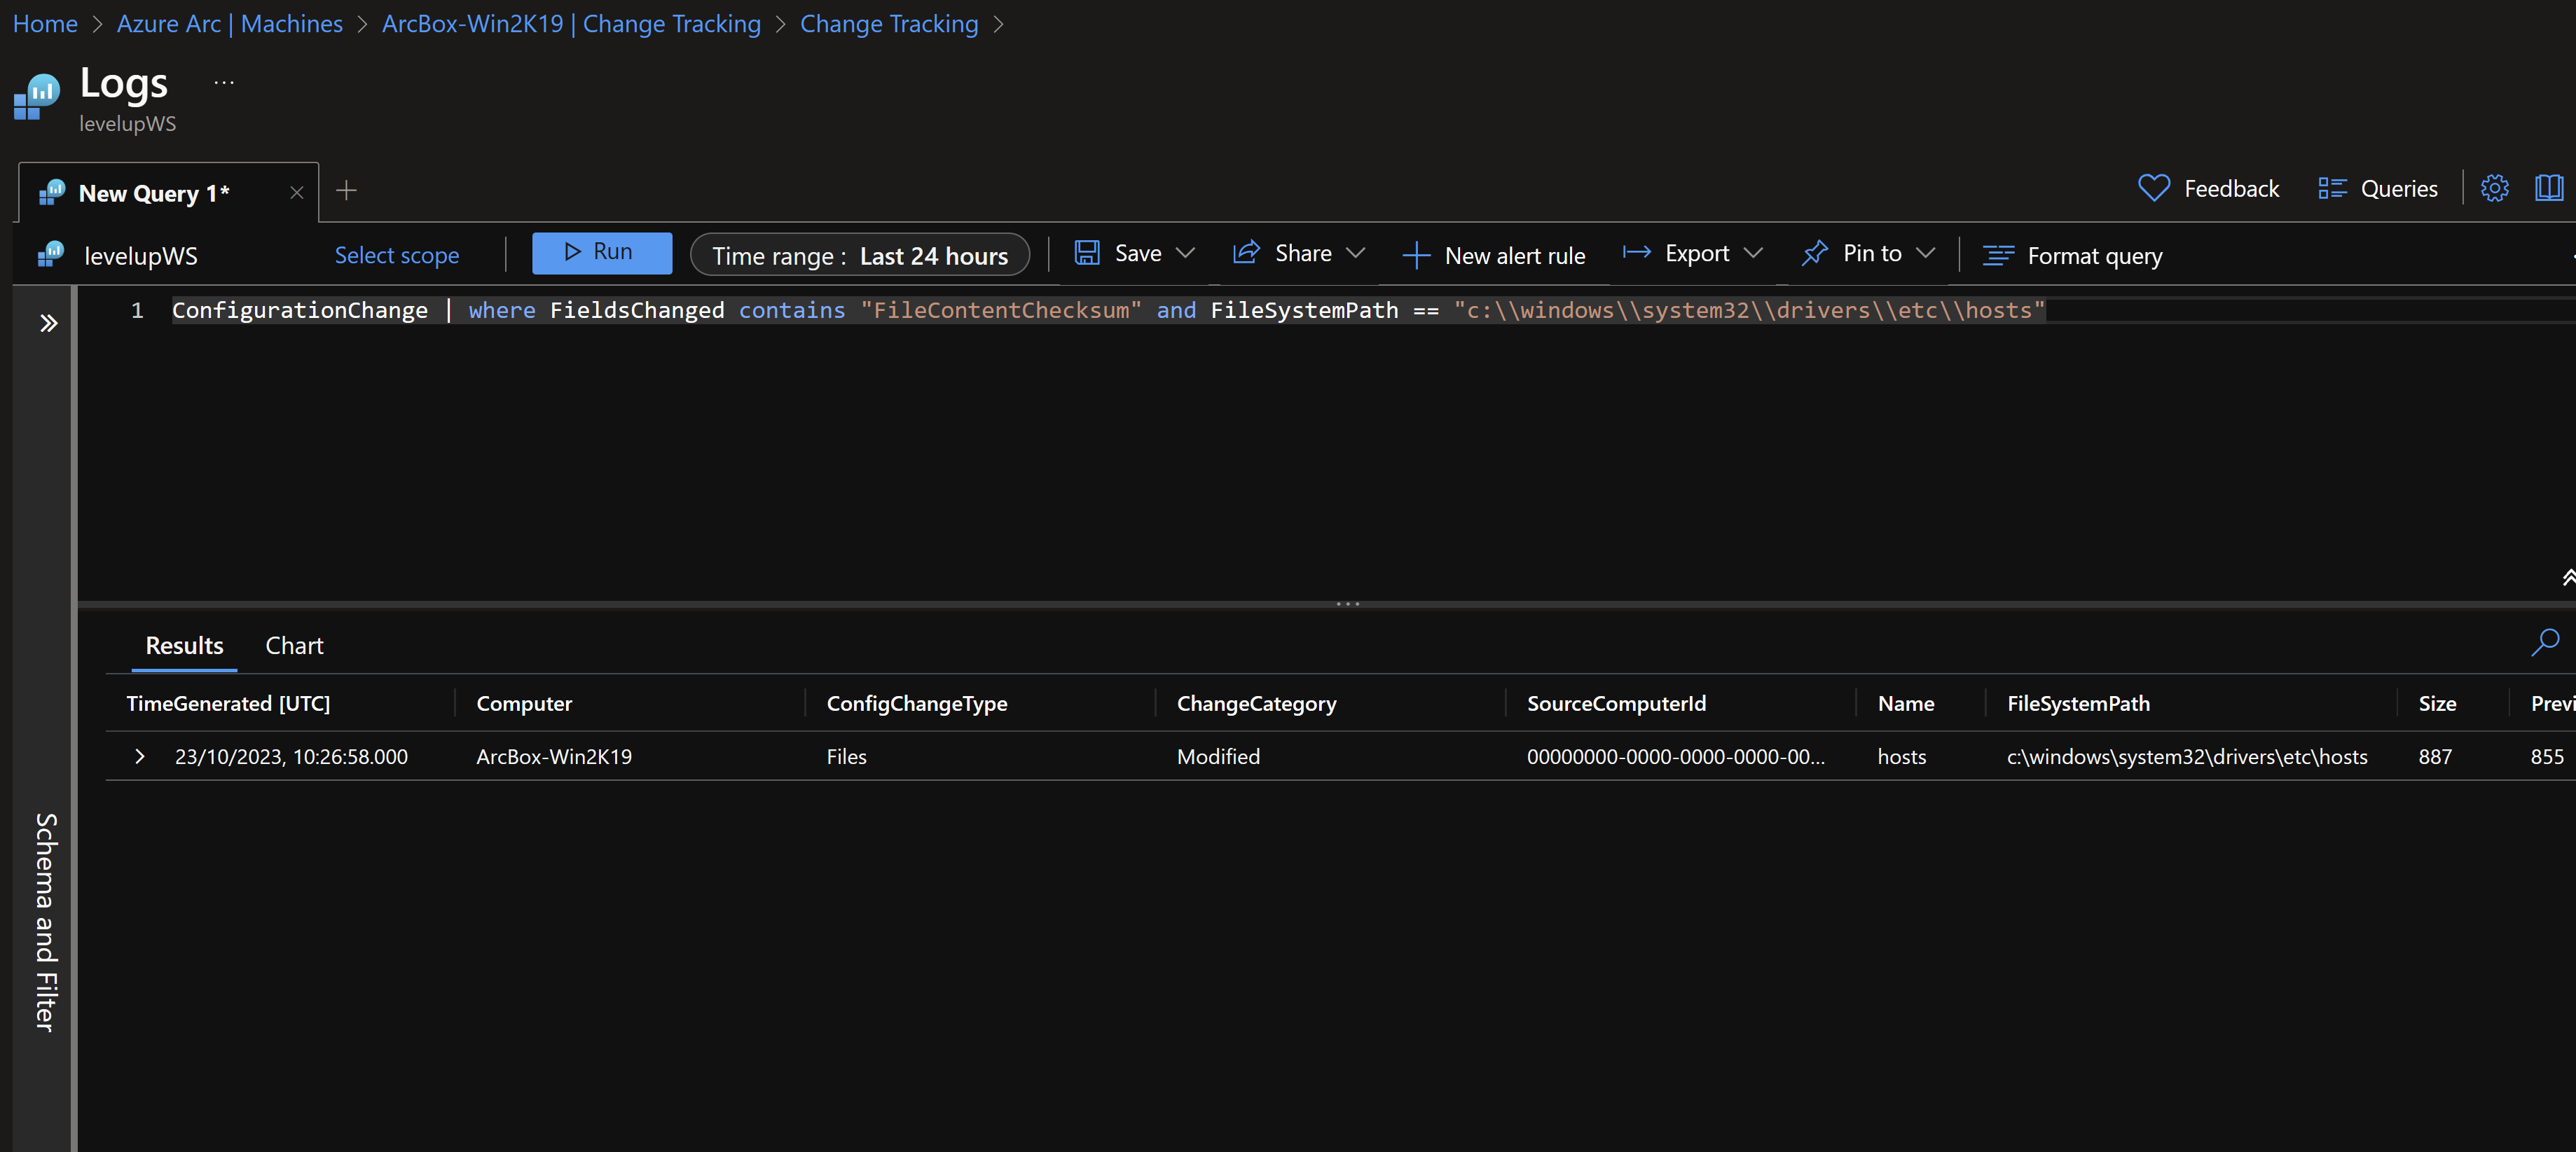 Home > Azure Arc | Machines > ArcBox-Win2K19 | Change Tracking > Change Tracking >
Logs ...
levelupWS
New Query 1*
Feedback Queries
levelupWS Select scope Run Time range : Last 24 hours Save Share New alert rule Export Pin to Format query
1 ConfigurationChange | where FieldsChanged contains "FileContentChecksum" and FileSystemPath == "c:\\windows\\system32\\drivers\\etc\\hosts"
Results Chart
TimeGenerated [UTC] Computer ConfigChangeType ChangeCategory SourceComputerId Name FileSystemPath Size Previ
23/10/2023, 10:26:58.000 ArcBox-Win2K19 Files Modified 00000000-0000-0000-0000-00... hosts c:\windows\system32\drivers\etc\hosts 887 855
Schema and Filter